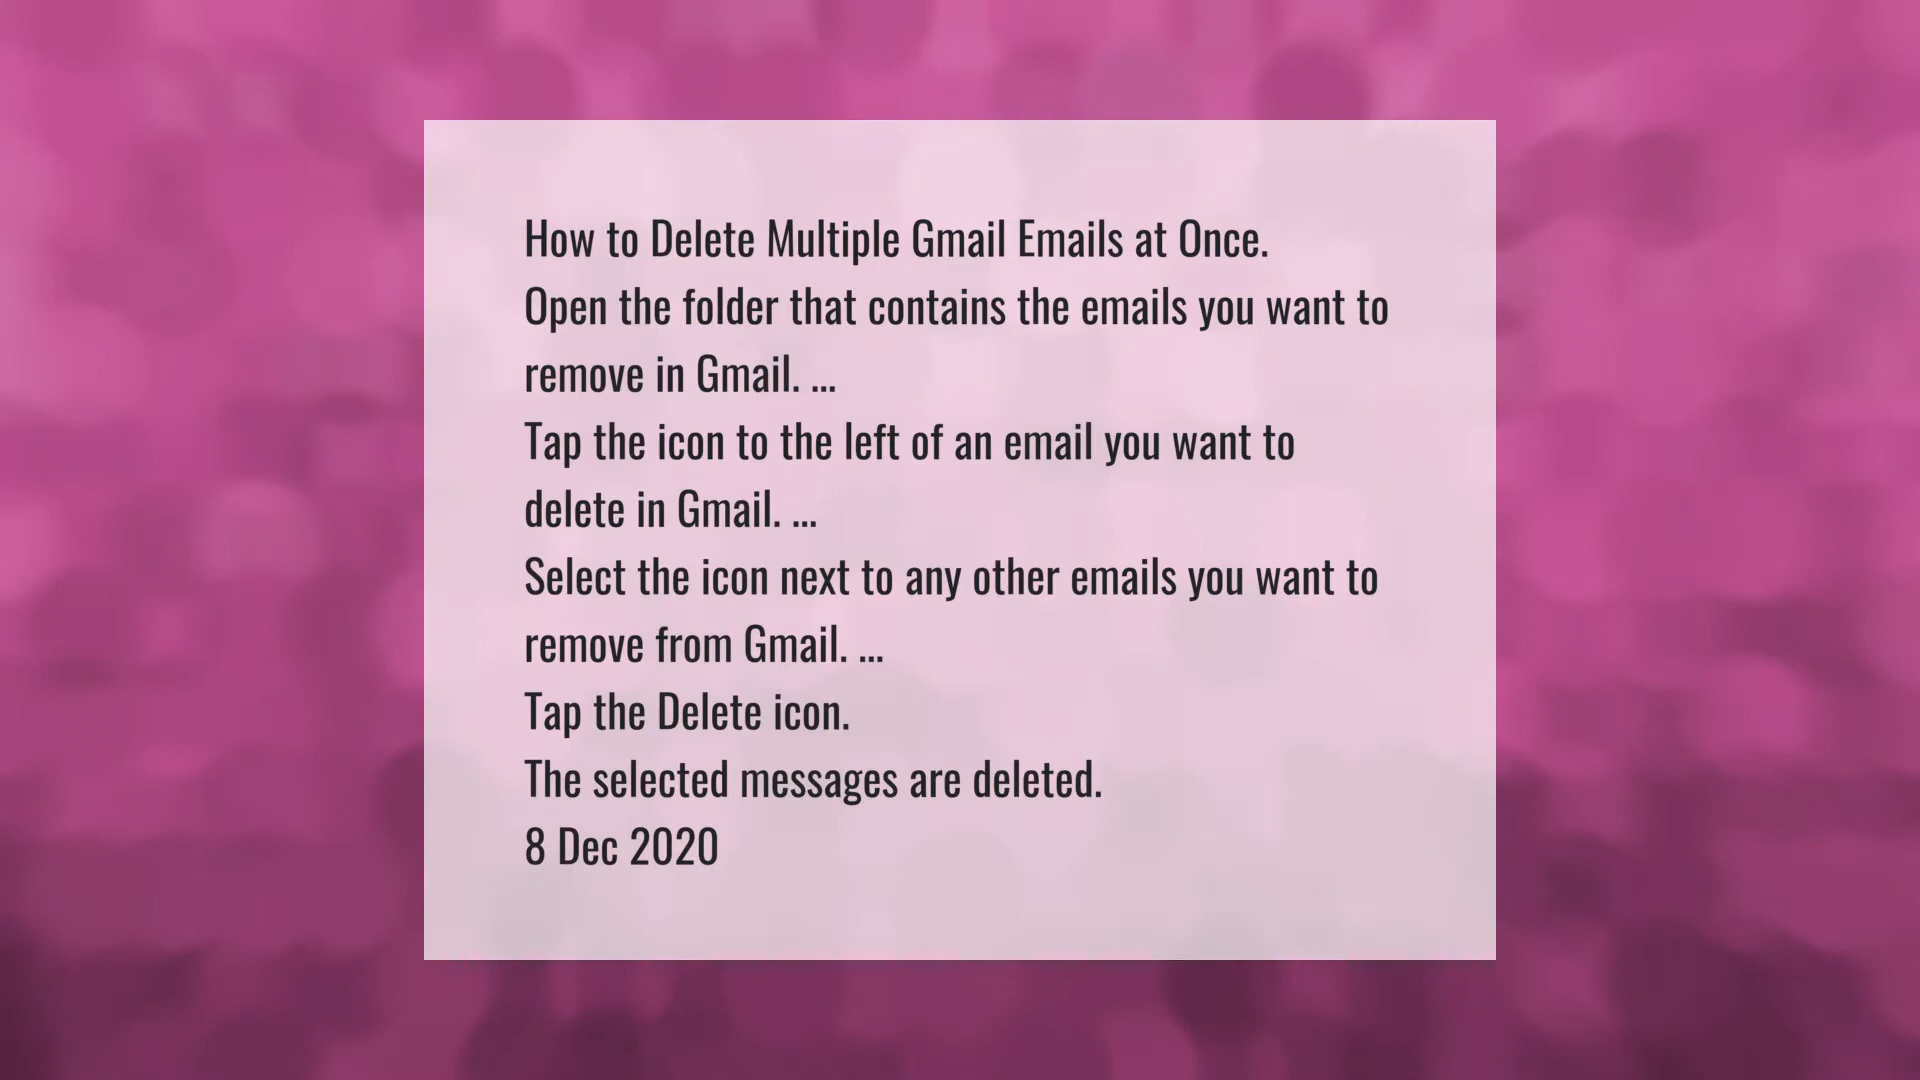 How to Delete Multiple Gmail Emails at Once.
Open the folder that contains the emails you want to
remove in Gmail. ...
Tap the icon to the left of an email you want to
delete in Gmail. ...
Select the icon next to any other emails you want to
remove from Gmail. ...
Tap the Delete icon.
The selected messages are deleted.
8 Dec 2020